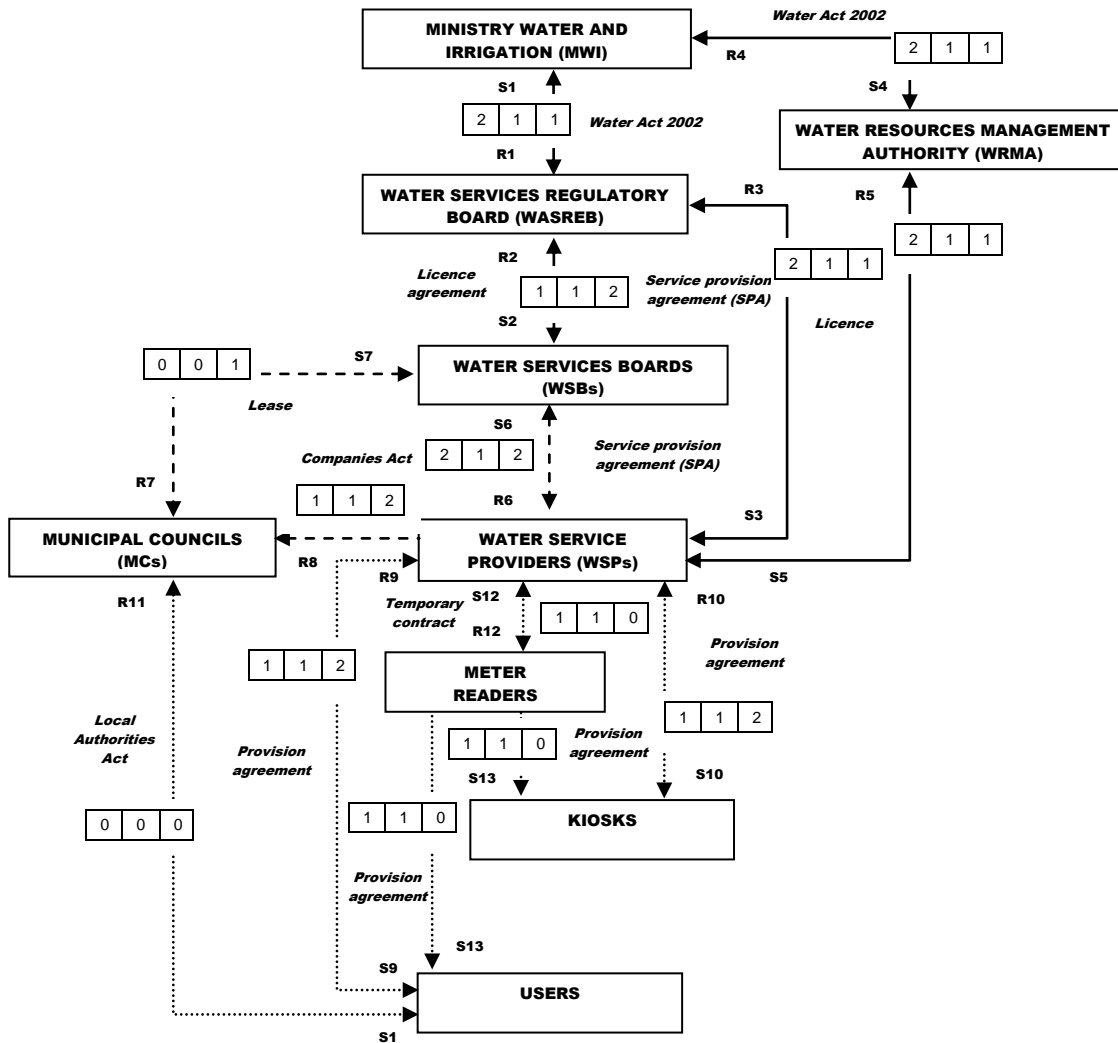 Water Act 2002
MINISTRY WATER AND
IRRIGATION (MWI)
R4
2 1 1
S1
S4
2 1 1
Water Act 2002
WATER RESOURCES MANAGEMENT
AUTHORITY (WRMA)
R1
WATER SERVICES REGULATORY
BOARD (WASREB)
R3
R5
2 1 1
R2
2 1 1
Licence
agreement
1 1 2
Service provision
agreement (SPA)
S2
Licence
0 0 1
S7
WATER SERVICES BOARDS
(WSBs)
Lease
S6
Companies Act
2 1 2
Service provision
agreement (SPA)
R7
1 1 2
R6
S3
MUNICIPAL COUNCILS
(MCs)
WATER SERVICE
PROVIDERS (WSPs)
R8
R9
S5
R11
S12
R10
Temporary
contract
1 1 0
R12
Provision
agreement
1 1 2
METER
READERS
Local
Authorities
Act
Provision
agreement
1 1 0
Provision
agreement
1 1 2
S13
S10
0 0 0
1 1 0
KIOSKS
Provision
agreement
S13
S9
USERS
S1